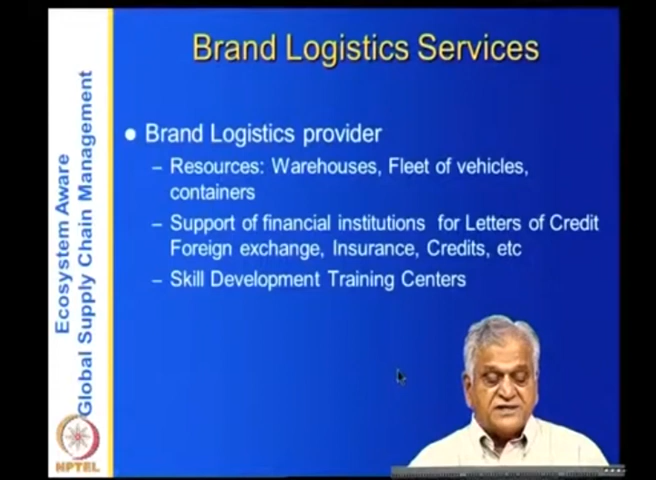 Brand Logistics Services
Brand Logistics provider
– Resources: Warehouses, Fleet of vehicles,
containers
– Support of financial institutions for Letters of Credit
Foreign exchange, Insurance, Credits, etc
– Skill Development Training Centers
Ecosystem Aware
Global Supply Chain Management
NPTEL